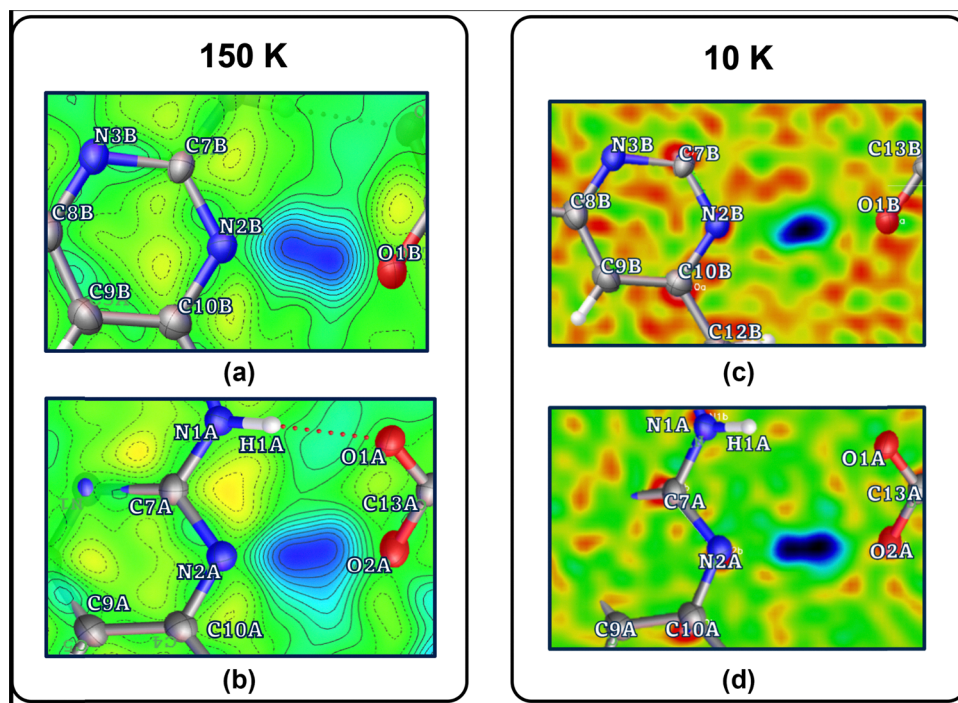 150 K
N3B
C7B
C8B
N2B
O1B
C9B
C10B
(a)
N1A
H1A
O1A
C7A
C13A
N2A
O2A
C9A
C10A
(b)
10 K
N3B
C7B
C13B
C8B
N2B
O1B
C9B
C10B
C12B
(c)
N1A
H1A
O1A
C7A
C13A
N2A
O2A
C9A
C10A
(d)